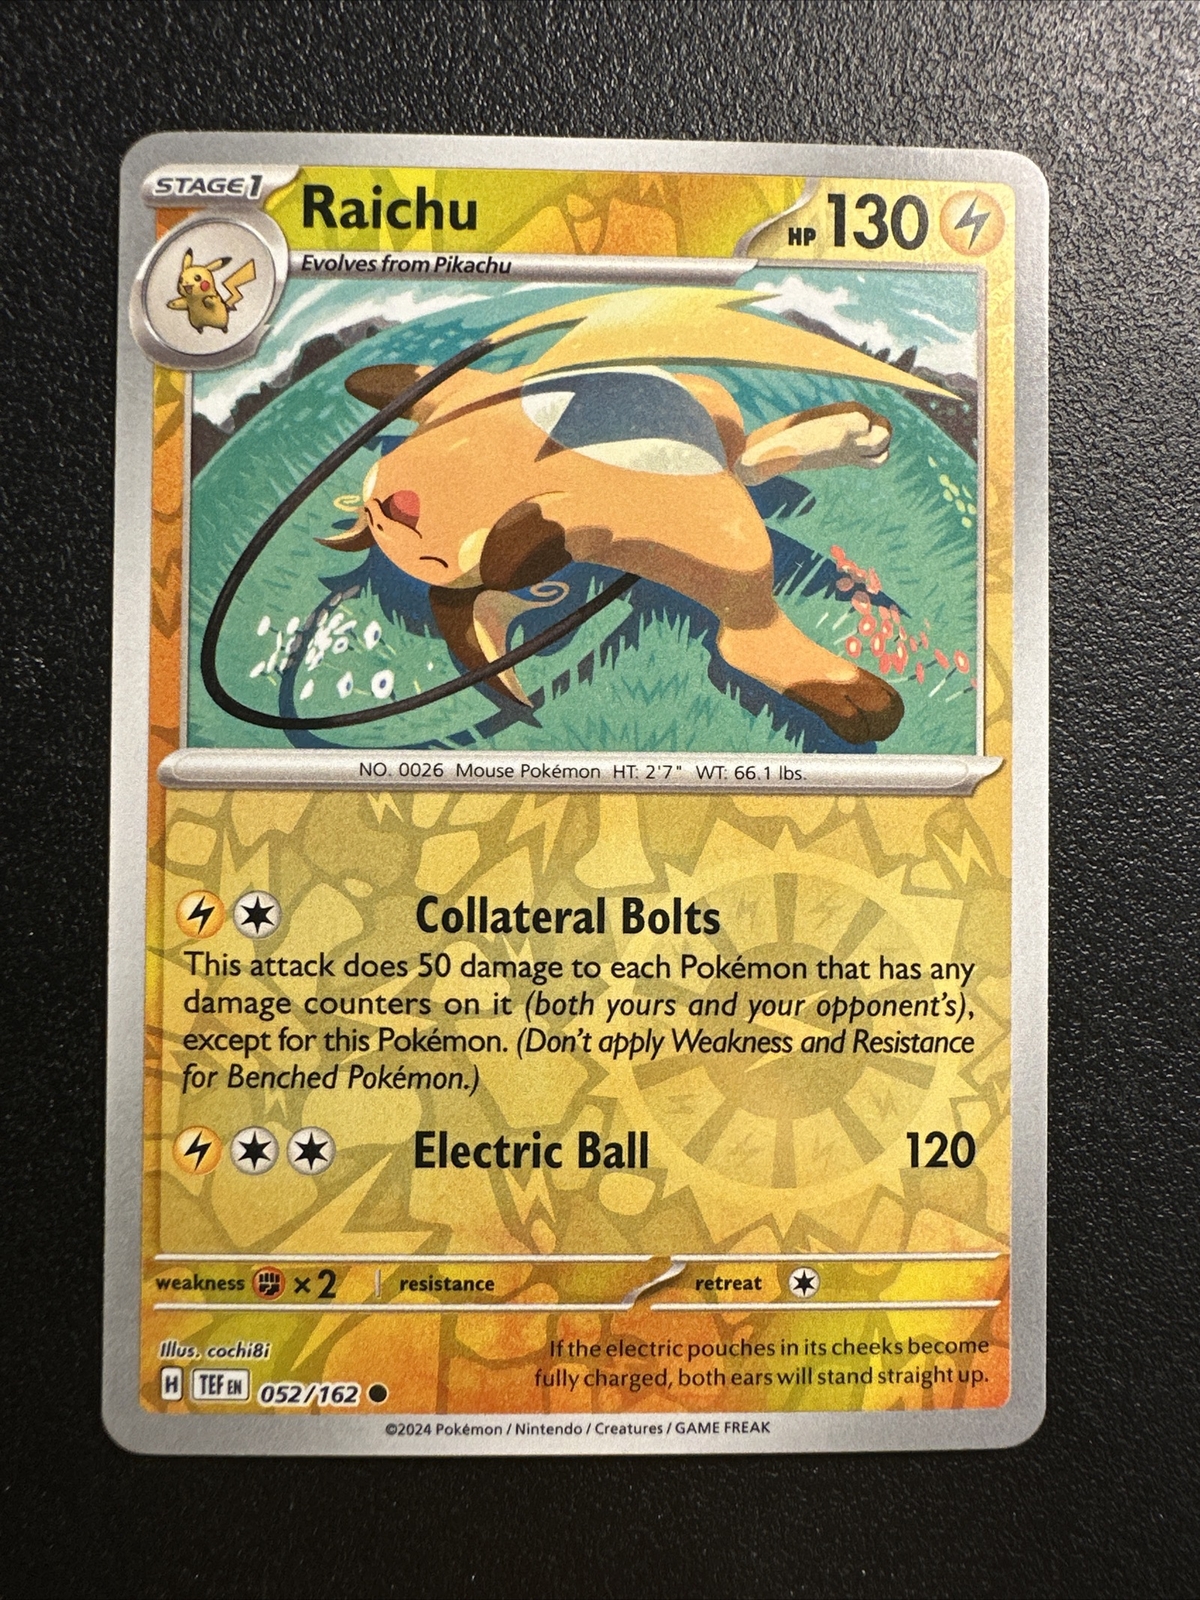 STAGE 1
Raichu
HP 130
Evolves from Pikachu
NO. 0026 Mouse Pokémon HT: 2'7" WT: 66.1 lbs.
Collateral Bolts
This attack does 50 damage to each Pokémon that has any
damage counters on it (both yours and your opponent's),
except for this Pokémon. (Don't apply Weakness and Resistance
for Benched Pokémon.)
Electric Ball 120
weakness ×2 resistance retreat
Illus. cochi8i
If the electric pouches in its cheeks become
fully charged, both ears will stand straight up.
H TEF EN 052/162
©2024 Pokémon / Nintendo / Creatures / GAME FREAK